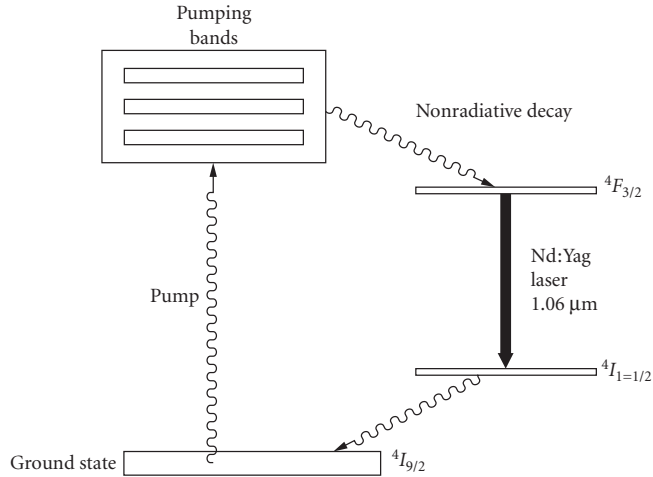 Pumping
bands
Nonradiative decay
⁴F₃/₂
Nd:Yag
laser
1.06 µm
Pump
⁴I₁₌₁/₂
Ground state
⁴I₉/₂